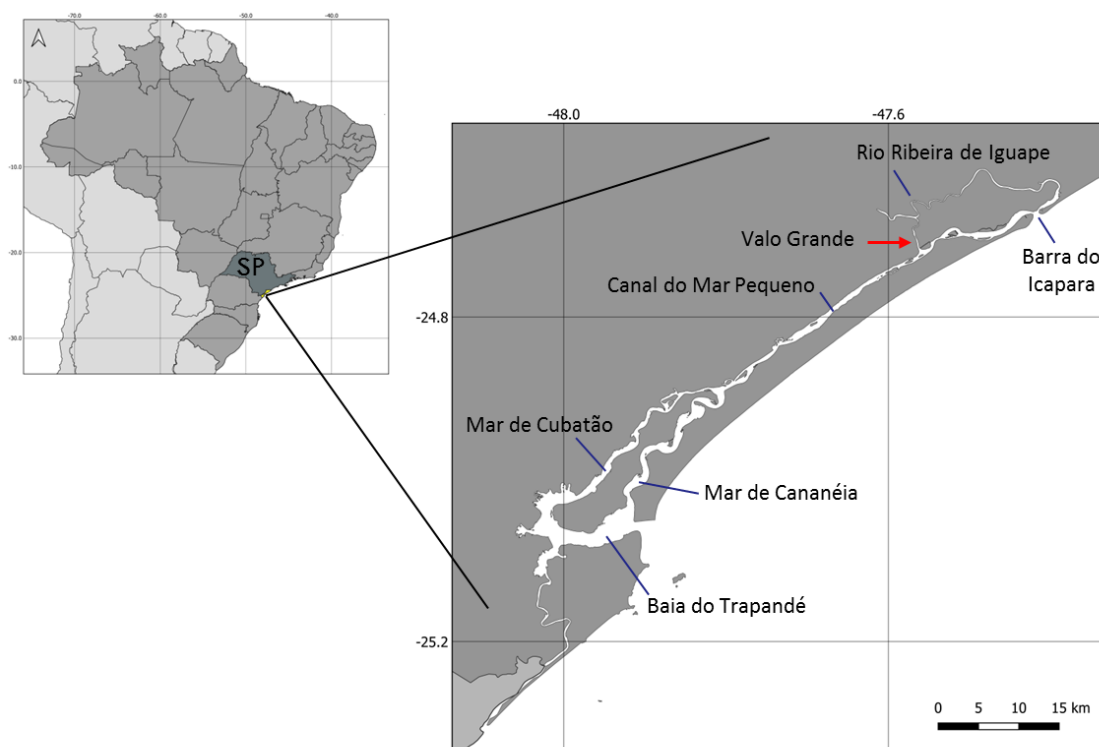 -70.0
-60.0
-50.0
-40.0
0.0
-10.0
-20.0
-30.0
SP
-48.0
-47.6
Rio Ribeira de Iguape
Valo Grande
Barra do
Icapara
Canal do Mar Pequeno
-24.8
Mar de Cubatão
Mar de Cananéia
Baia do Trapandé
-25.2
0 5 10 15 km